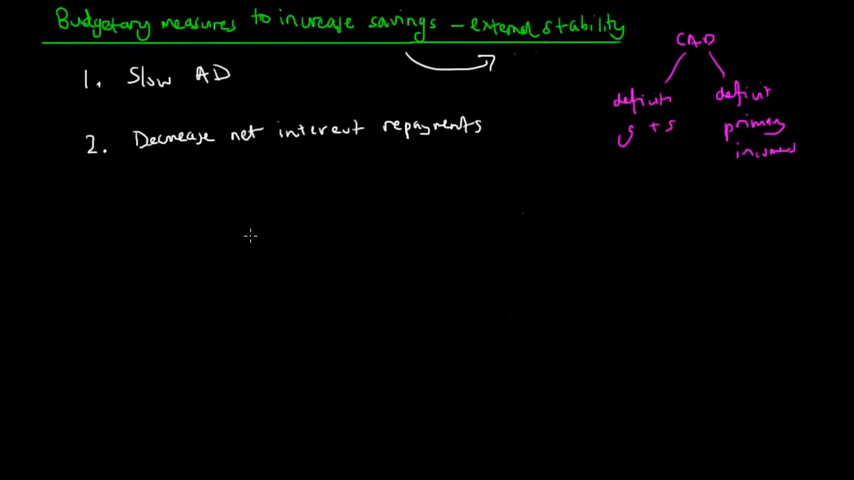 Budgetary measures to increase savings - external stability
1. Slow AD
2. Decrease net interest repayments
CAD
deficit
G + S
deficit
primary
incomes